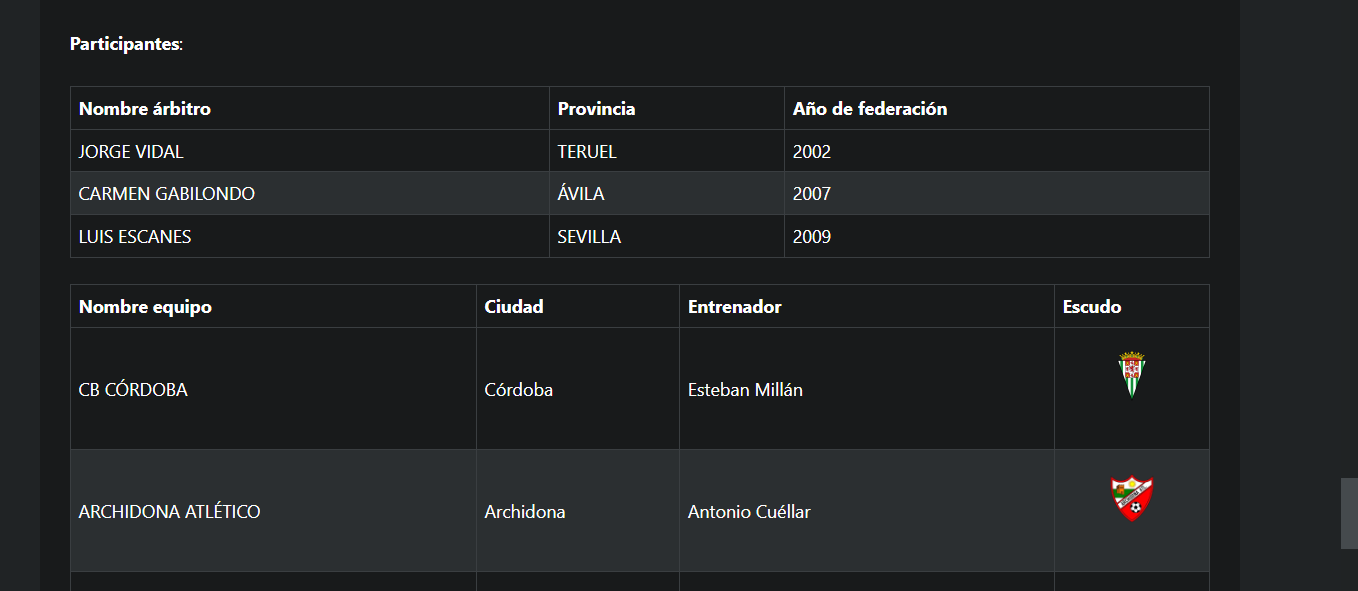 Participantes:
Nombre árbitro Provincia Año de federación
JORGE VIDAL TERUEL 2002
CARMEN GABILONDO ÁVILA 2007
LUIS ESCANES SEVILLA 2009
Nombre equipo Ciudad Entrenador Escudo
CB CÓRDOBA Córdoba Esteban Millán
ARCHIDONA ATLÉTICO Archidona Antonio Cuéllar